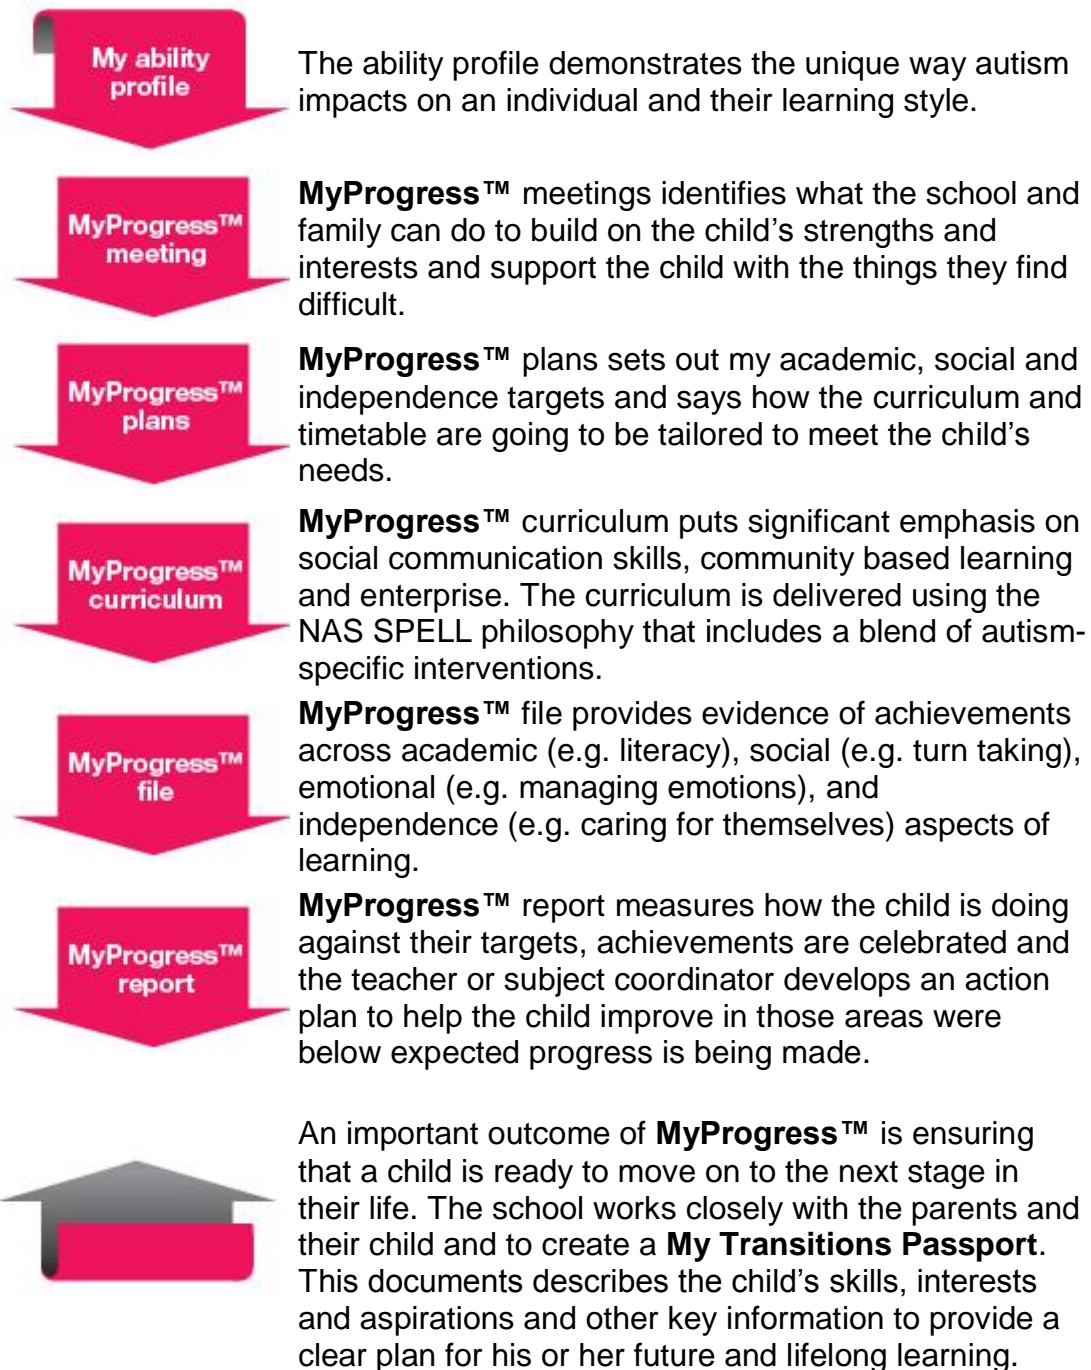 My ability
profile
The ability profile demonstrates the unique way autism
impacts on an individual and their learning style.
MyProgress™
meeting
MyProgress™ meetings identifies what the school and
family can do to build on the child’s strengths and
interests and support the child with the things they find
difficult.
MyProgress™
plans
MyProgress™ plans sets out my academic, social and
independence targets and says how the curriculum and
timetable are going to be tailored to meet the child’s
needs.
MyProgress™
curriculum
MyProgress™ curriculum puts significant emphasis on
social communication skills, community based learning
and enterprise. The curriculum is delivered using the
NAS SPELL philosophy that includes a blend of autism-
specific interventions.
MyProgress™
file
MyProgress™ file provides evidence of achievements
across academic (e.g. literacy), social (e.g. turn taking),
emotional (e.g. managing emotions), and
independence (e.g. caring for themselves) aspects of
learning.
MyProgress™
report
MyProgress™ report measures how the child is doing
against their targets, achievements are celebrated and
the teacher or subject coordinator develops an action
plan to help the child improve in those areas were
below expected progress is being made.
An important outcome of MyProgress™ is ensuring
that a child is ready to move on to the next stage in
their life. The school works closely with the parents and
their child and to create a My Transitions Passport.
This documents describes the child’s skills, interests
and aspirations and other key information to provide a
clear plan for his or her future and lifelong learning.